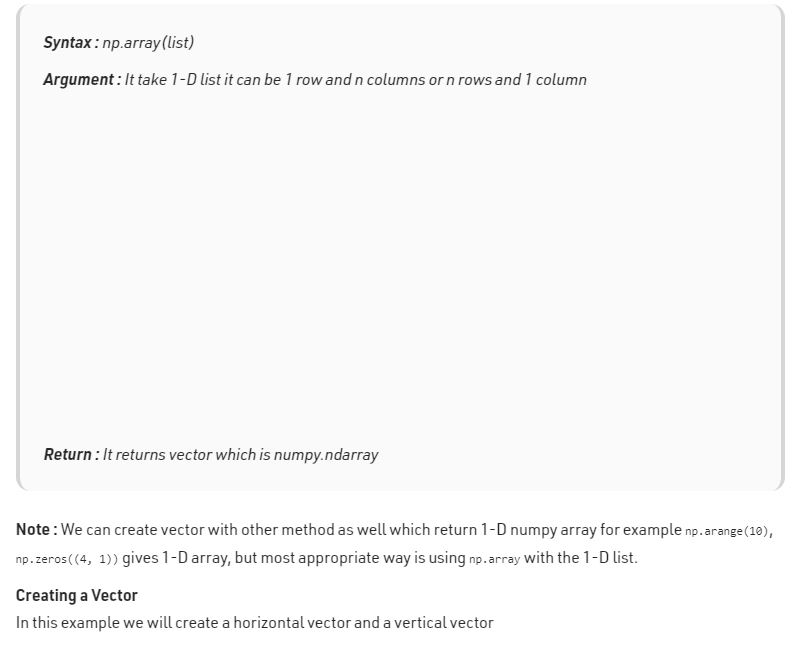 Syntax : np.array(list)
Argument : It take 1-D list it can be 1 row and n columns or n rows and 1 column
Return : It returns vector which is numpy.ndarray
Note : We can create vector with other method as well which return 1-D numpy array for example np.arange(10),
np.zeros((4, 1)) gives 1-D array, but most appropriate way is using np.array with the 1-D list.
Creating a Vector
In this example we will create a horizontal vector and a vertical vector